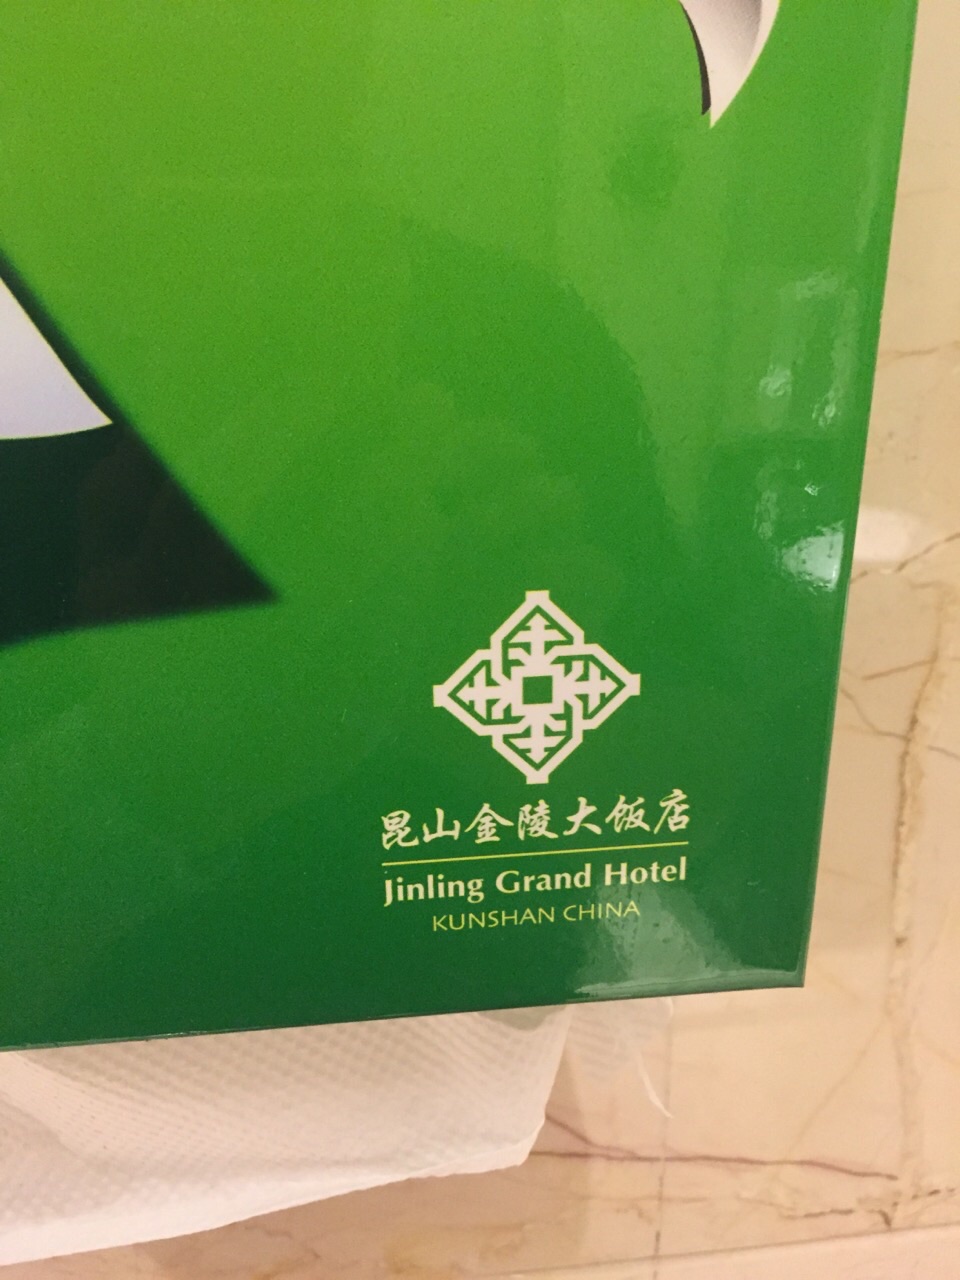 昆山金陵大饭店
Jinling Grand Hotel
KUNSHAN CHINA